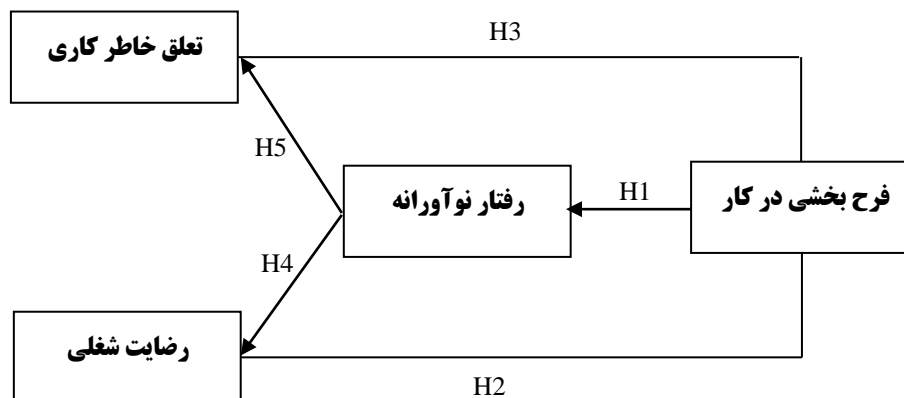 H3
تعلق خاطر کاری
H5
رفتار نوآورانه
H1
فرح بخشی در کار
H4
رضایت شغلی
H2